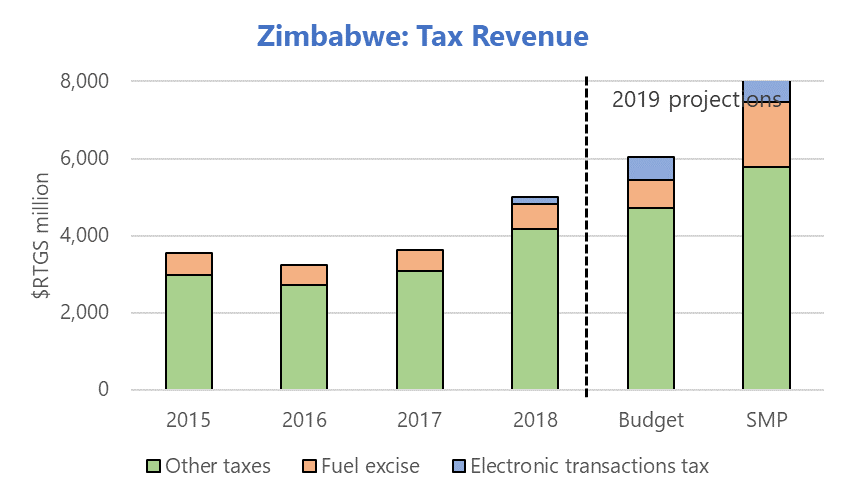 Zimbabwe: Tax Revenue
8,000
6,000
4,000
2,000
0
$RTGS million
2019 projections
2015 2016 2017 2018 Budget SMP
Other taxes Fuel excise Electronic transactions tax